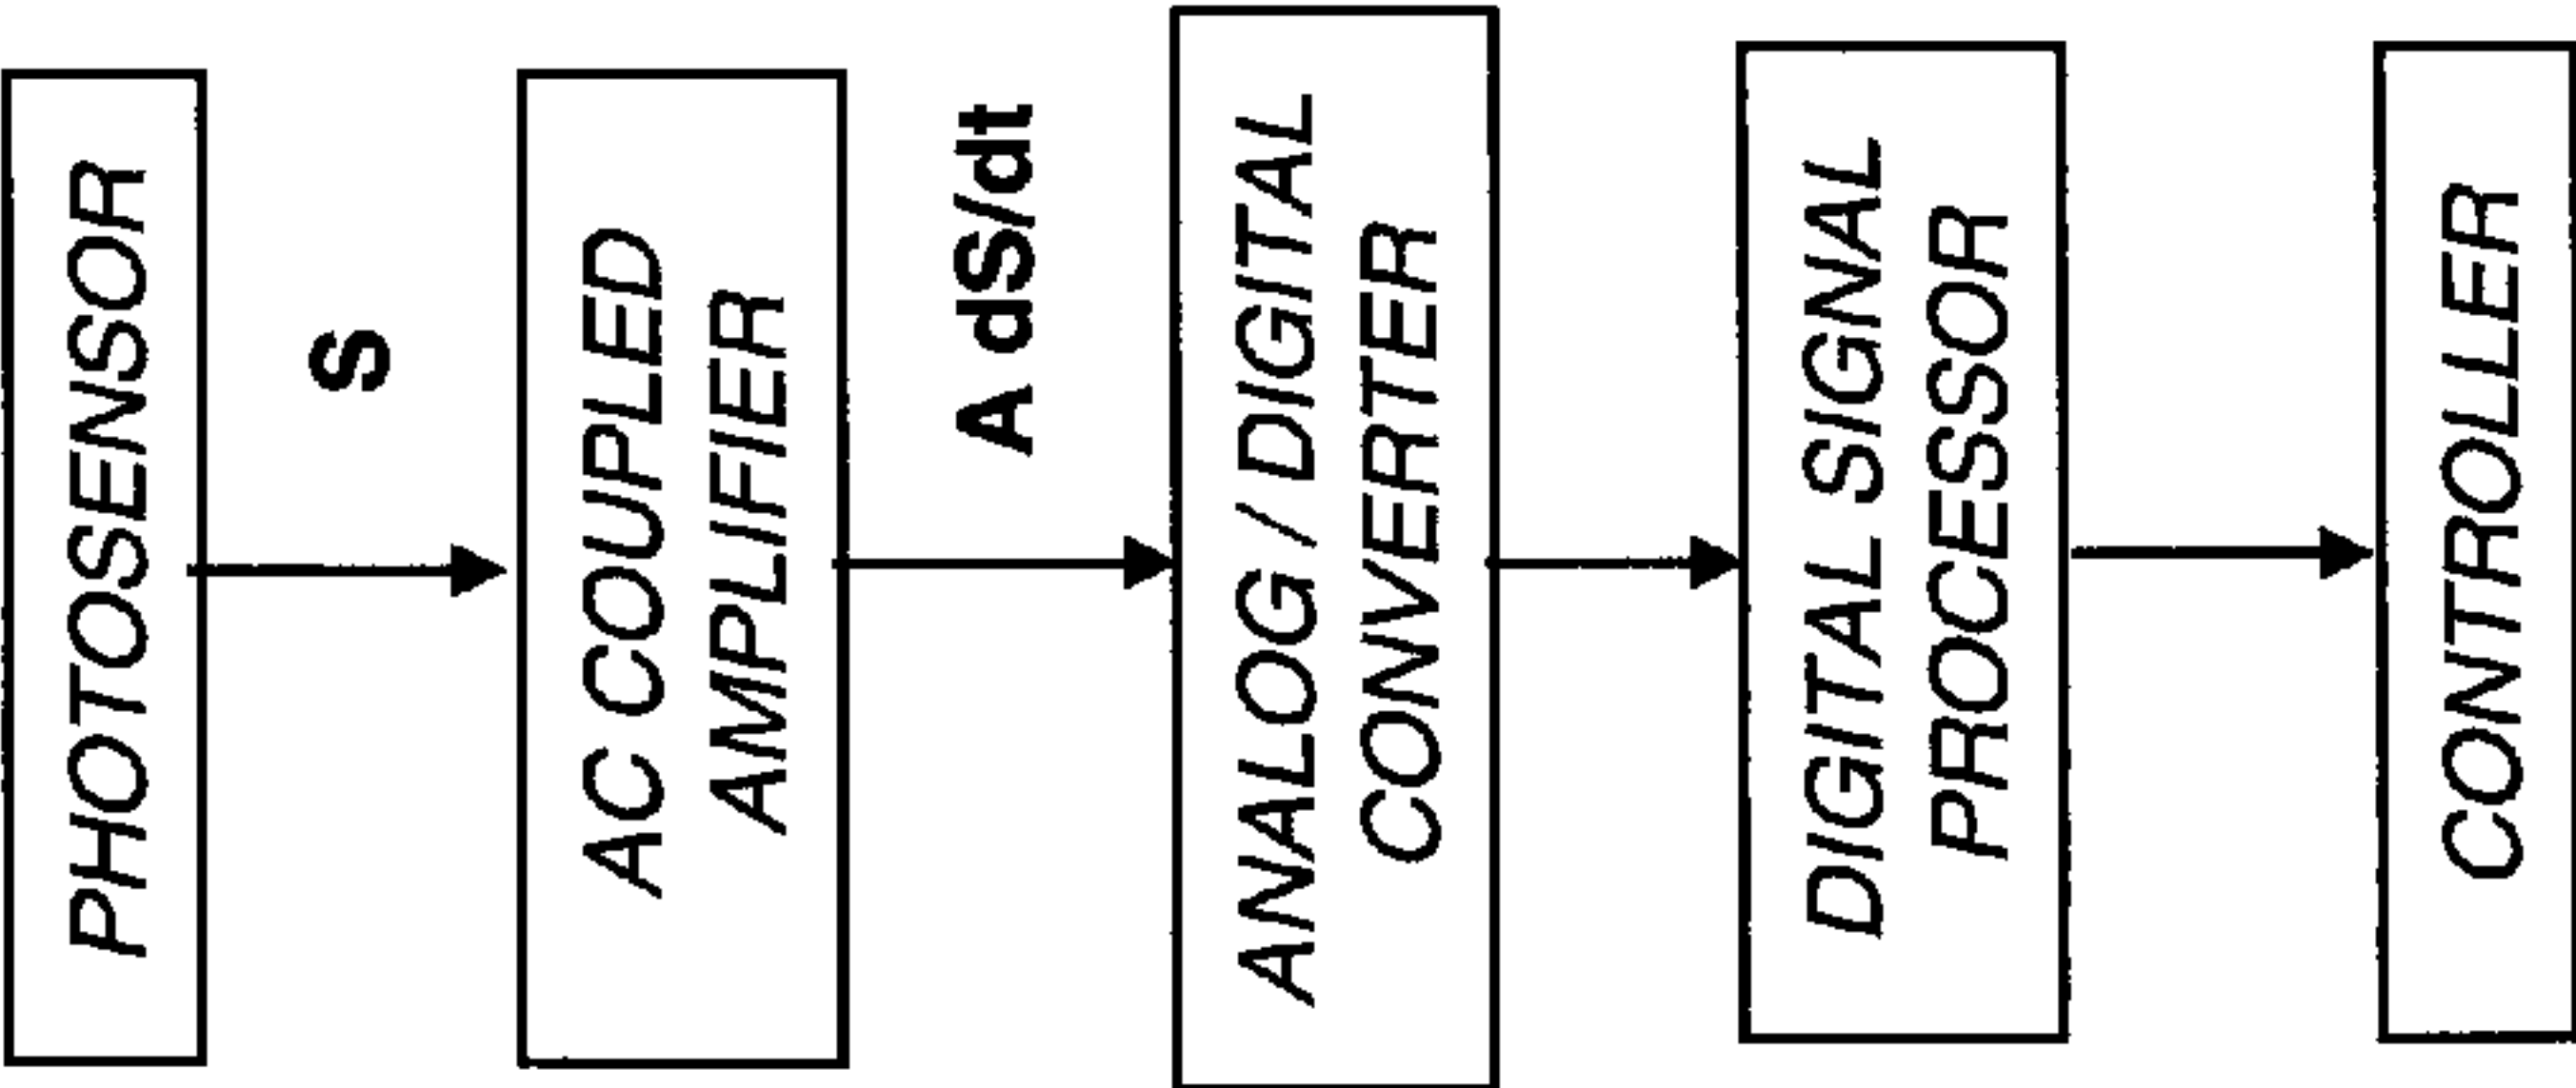 PHOTOSENSOR
S
AC COUPLED
AMPLIFIER
A dS/dt
ANALOG / DIGITAL
CONVERTER
DIGITAL SIGNAL
PROCESSOR
CONTROLLER